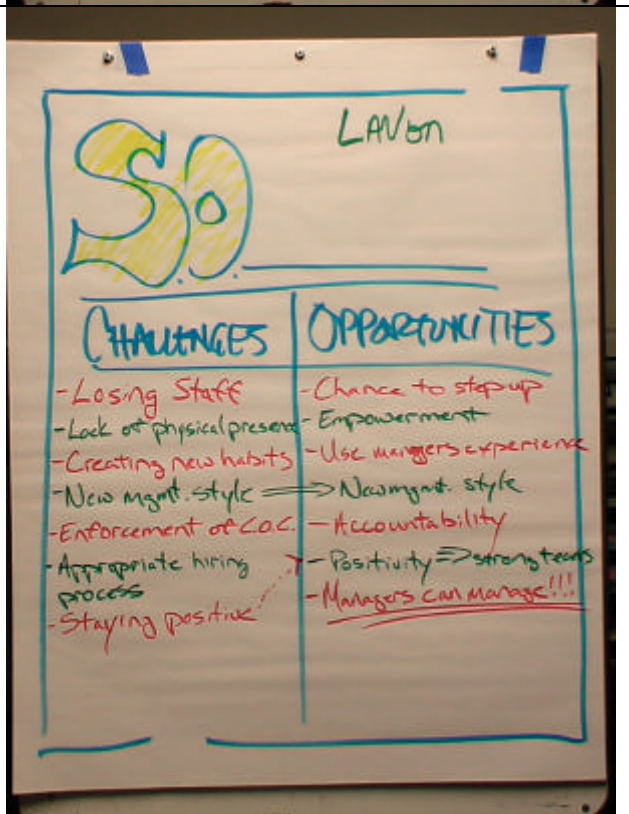 LAVon
S.O.
CHALLENGES
- Losing Staff
- Lack of physical presence
- Creating new habits
- New mgmt. style =>
- Enforcement of C.O.C.
- Appropriate hiring
process
- Staying positive
OPPORTUNITIES
- Chance to step up
- Empowerment
- Use managers experience
New mgmt. style
- Accountability
- Positivity => strong teams
- Managers can manage!!!